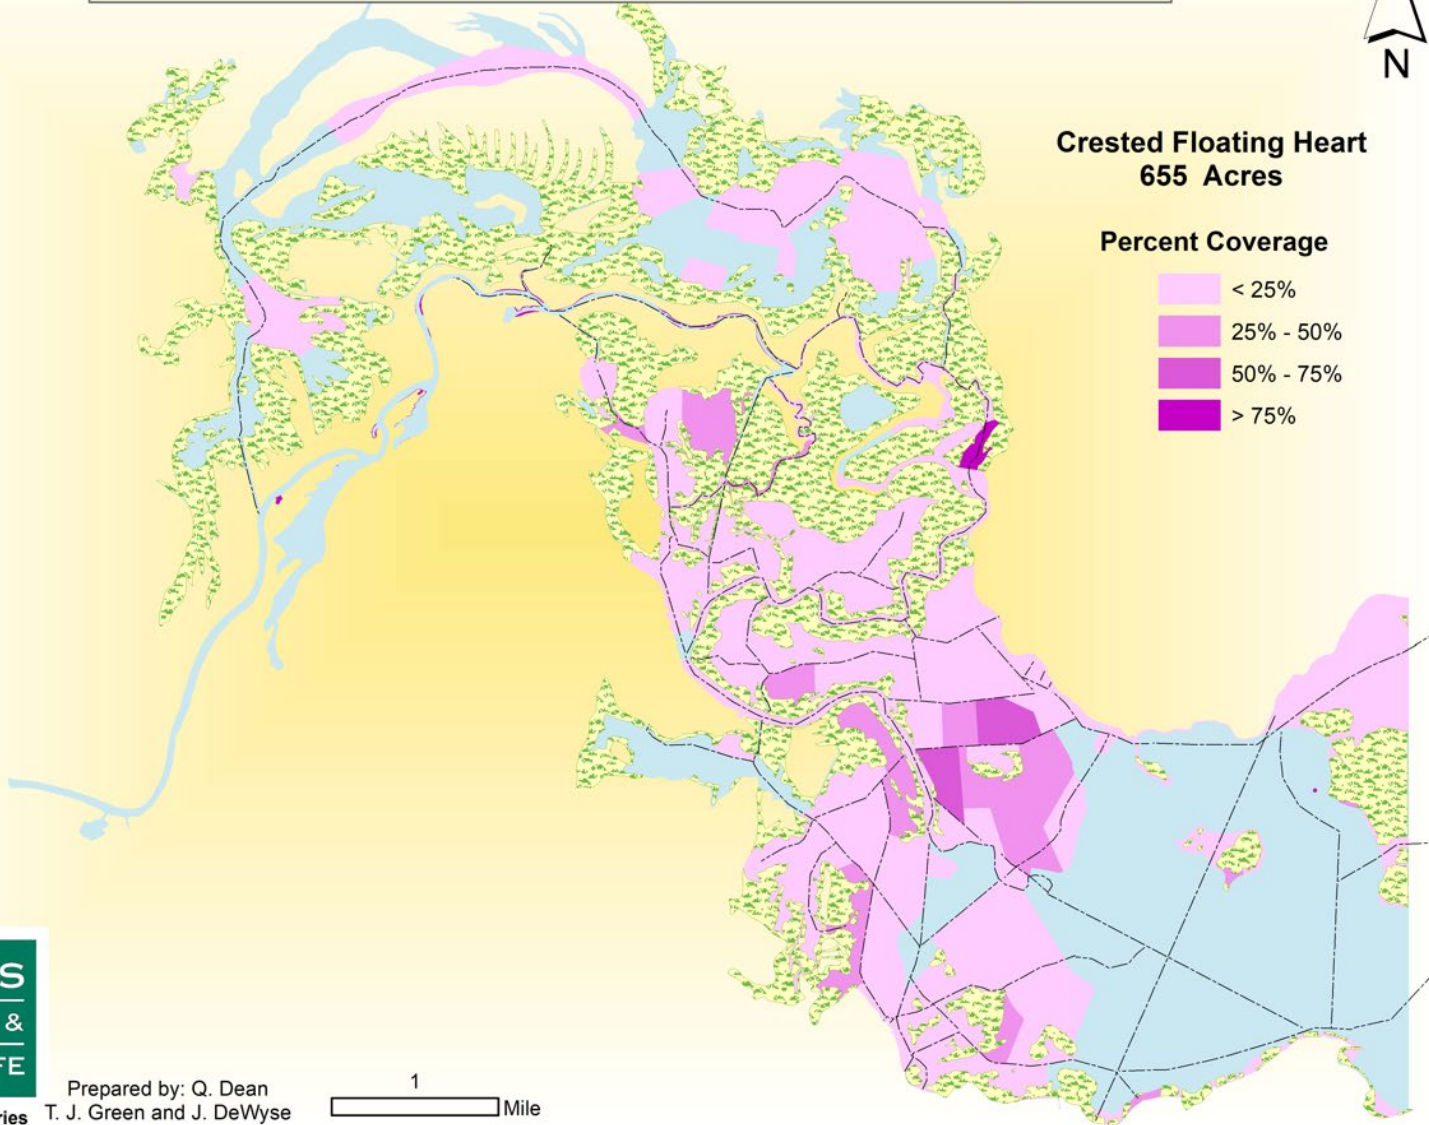 N
Crested Floating Heart
655 Acres
Percent Coverage
< 25%
25% - 50%
50% - 75%
> 75%
S
&
FE
ries
Prepared by: Q. Dean
T. J. Green and J. DeWyse
1
Mile